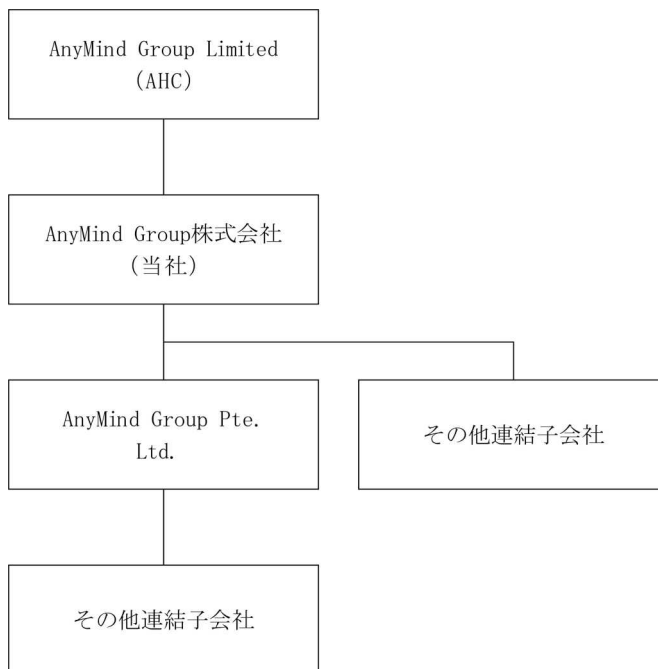 AnyMind Group Limited
(AHC)
AnyMind Group株式会社
(当社)
AnyMind Group Pte.
Ltd.
その他連結子会社
その他連結子会社